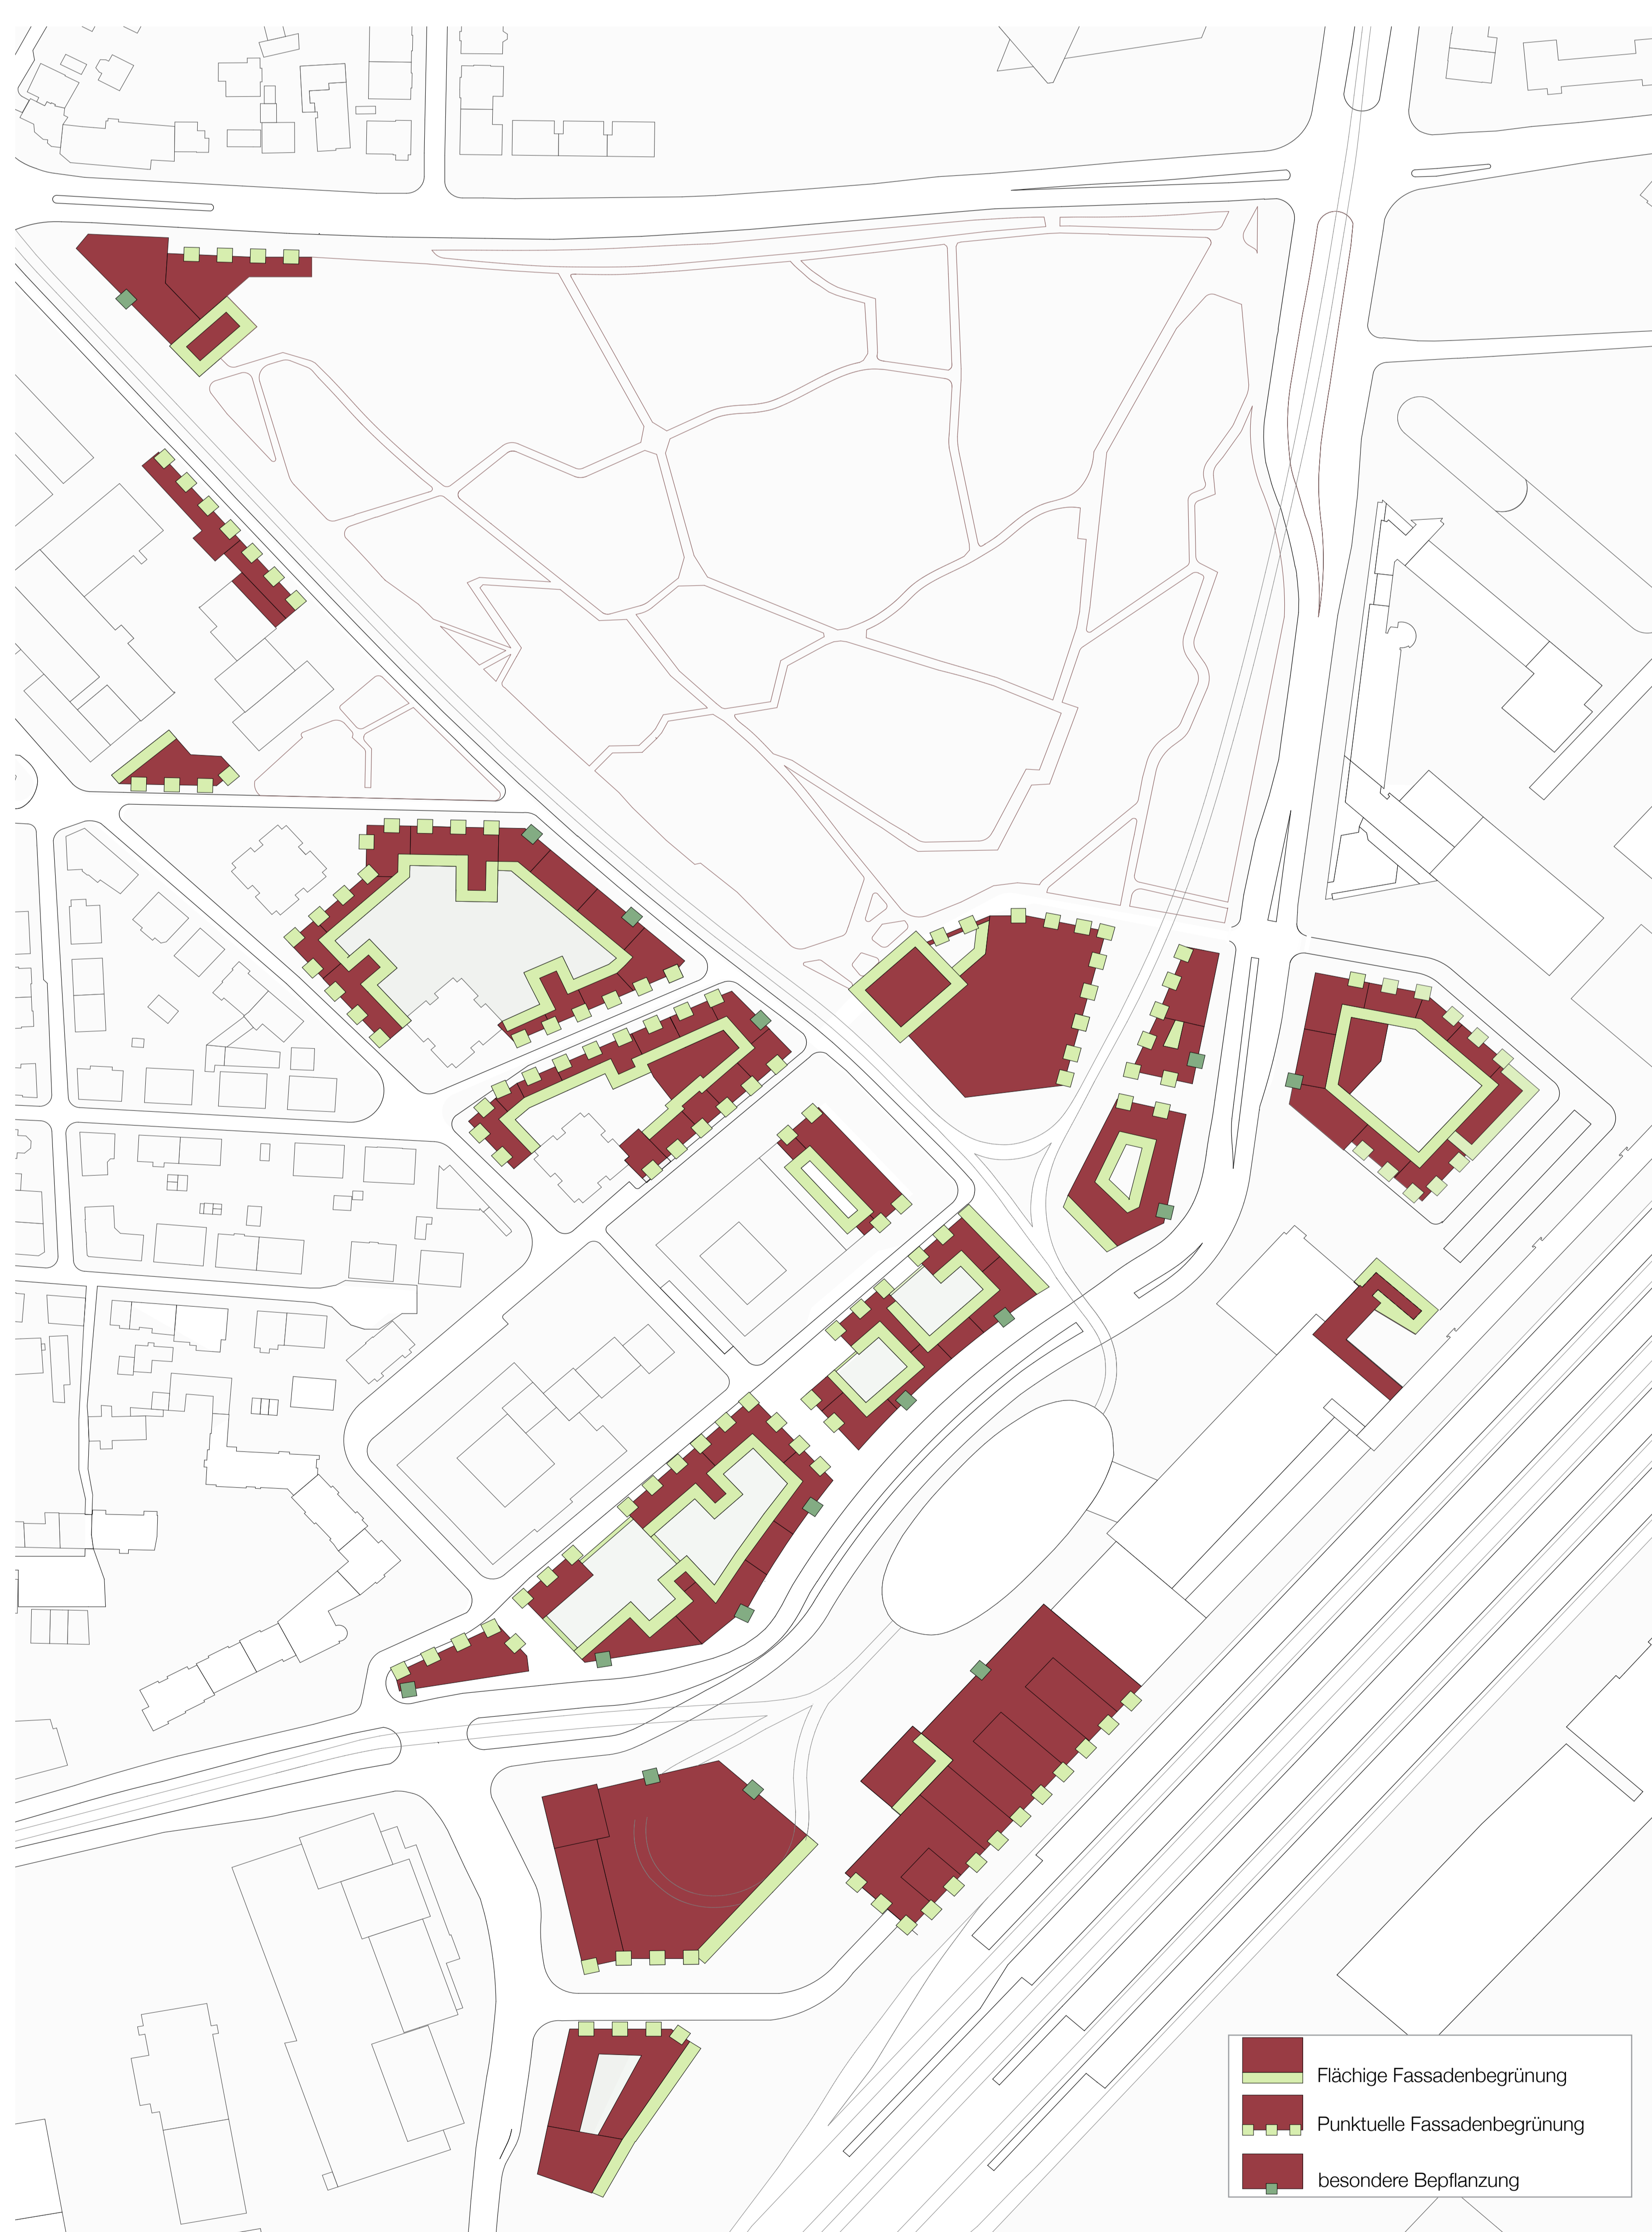 Flächige Fassadenbegrünung
Punktuelle Fassadenbegrünung
besondere Bepflanzung